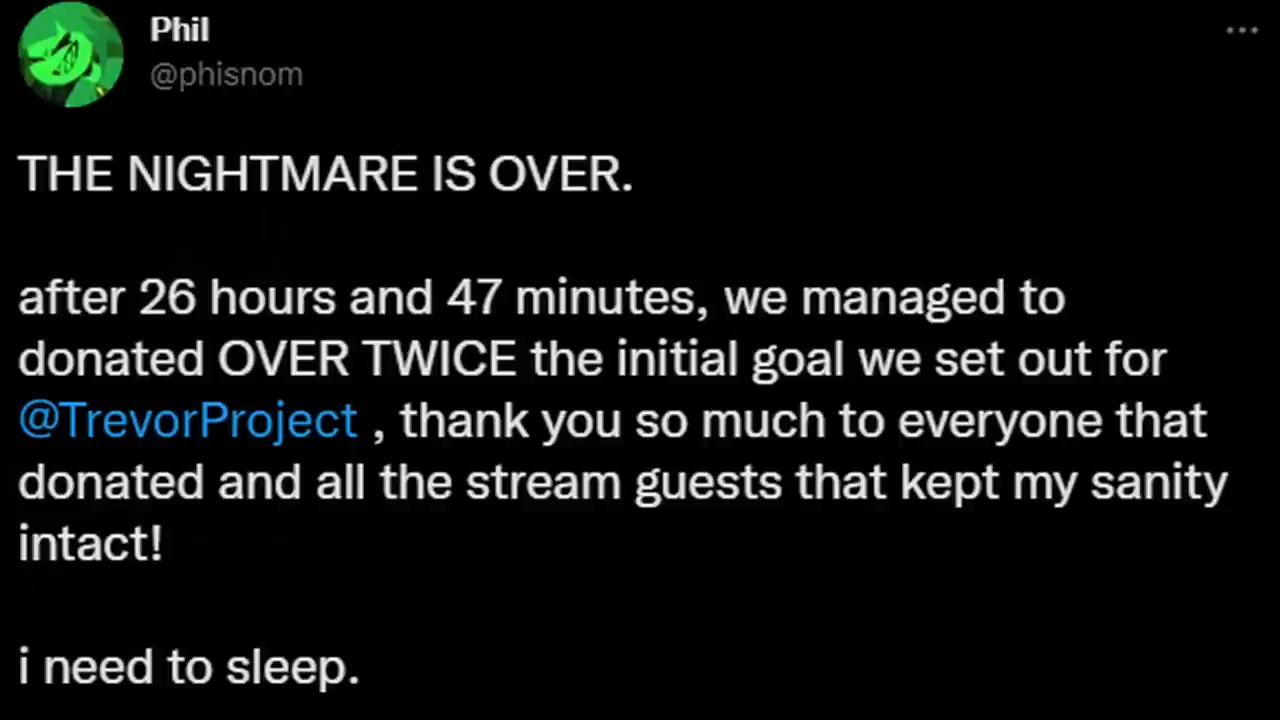 Phil
@phisnom
THE NIGHTMARE IS OVER.
after 26 hours and 47 minutes, we managed to
donated OVER TWICE the initial goal we set out for
@TrevorProject , thank you so much to everyone that
donated and all the stream guests that kept my sanity
intact!
i need to sleep.